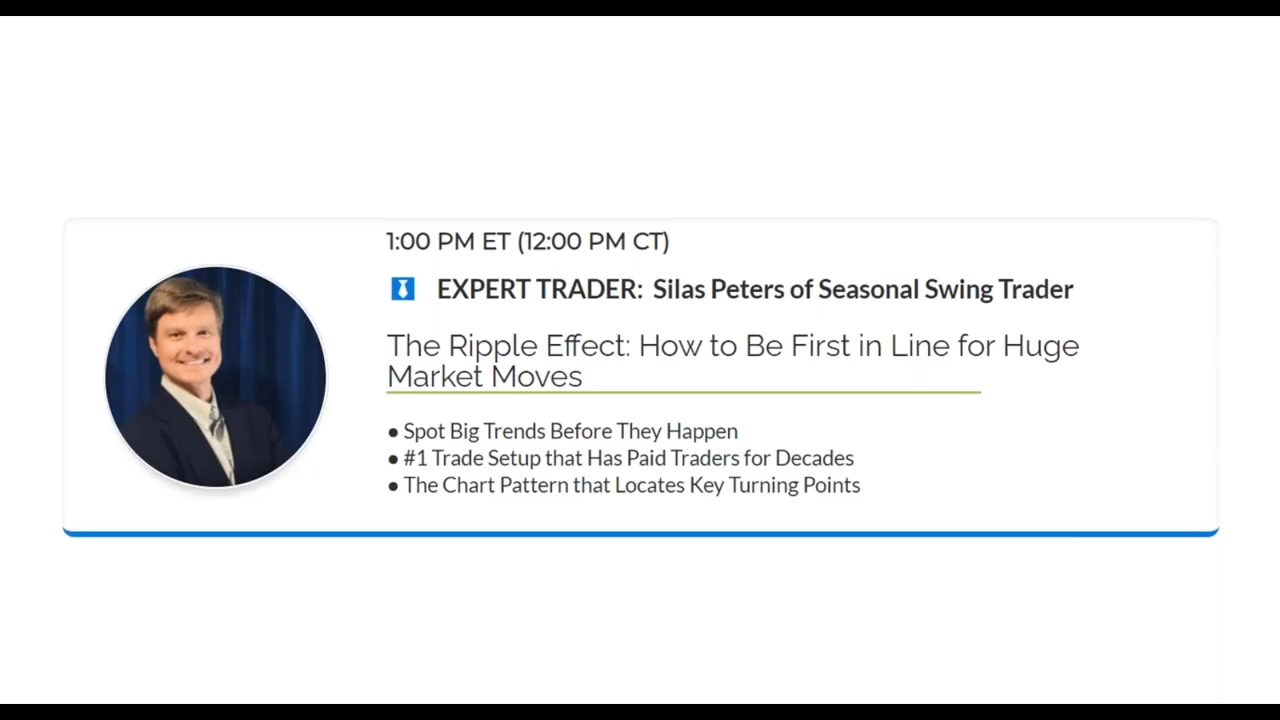 1:00 PM ET (12:00 PM CT)
EXPERT TRADER: Silas Peters of Seasonal Swing Trader
The Ripple Effect: How to Be First in Line for Huge
Market Moves
● Spot Big Trends Before They Happen
● #1 Trade Setup that Has Paid Traders for Decades
● The Chart Pattern that Locates Key Turning Points